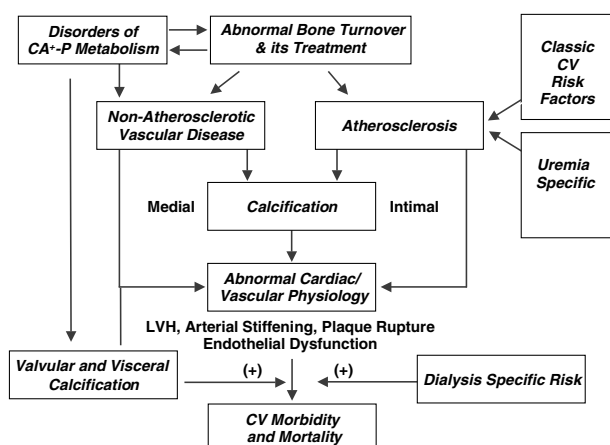 Disorders of
CA+-P Metabolism
Abnormal Bone Turnover
& its Treatment
Classic
CV
Risk
Factors
Non-Atherosclerotic
Vascular Disease
Atherosclerosis
Uremia
Specific
Medial
Calcification
Intimal
Abnormal Cardiac/
Vascular Physiology
LVH, Arterial Stiffening, Plaque Rupture
Endothelial Dysfunction
Valvular and Visceral
Calcification
(+)
(+)
Dialysis Specific Risk
CV Morbidity
and Mortality